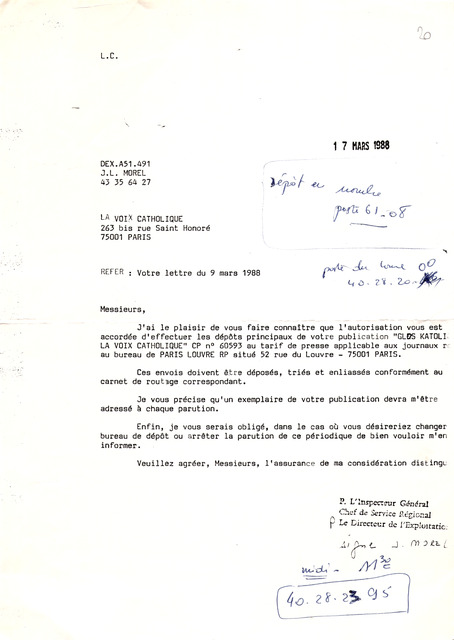 20
L.C.
17 MARS 1988
DEX.A51.491
J.L. MOREL
43 35 64 27
Dépôt en
nombre
poste 61-08
LA VOIX CATHOLIQUE
263 bis rue Saint Honoré
75001 PARIS
poste du Louvre 00
40.28.20.
REFER : Votre lettre du 9 mars 1988
Messieurs,
J'ai le plaisir de vous faire connaître que l'autorisation vous est
accordée d'effectuer les dépôts principaux de votre publication "GLOS KATOLI
LA VOIX CATHOLIQUE" CP n° 60593 au tarif de presse applicable aux journaux r
au bureau de PARIS LOUVRE RP situé 52 rue du Louvre - 75001 PARIS.
Ces envois doivent être déposés, triés et enliassés conformément au
carnet de routage correspondant.
Je vous précise qu'un exemplaire de votre publication devra m'être
adressé à chaque parution.
Enfin, je vous serais obligé, dans le cas où vous désireriez changer
bureau de dépôt ou arrêter la parution de ce périodique de bien vouloir m'en
informer.
Veuillez agréer, Messieurs, l'assurance de ma considération distingu
P. L'Inspecteur Général
Chef de Service Régional
P Le Directeur de l'Exploitatio
signé J. MOREL
midi - 11 30
40.28.23 95